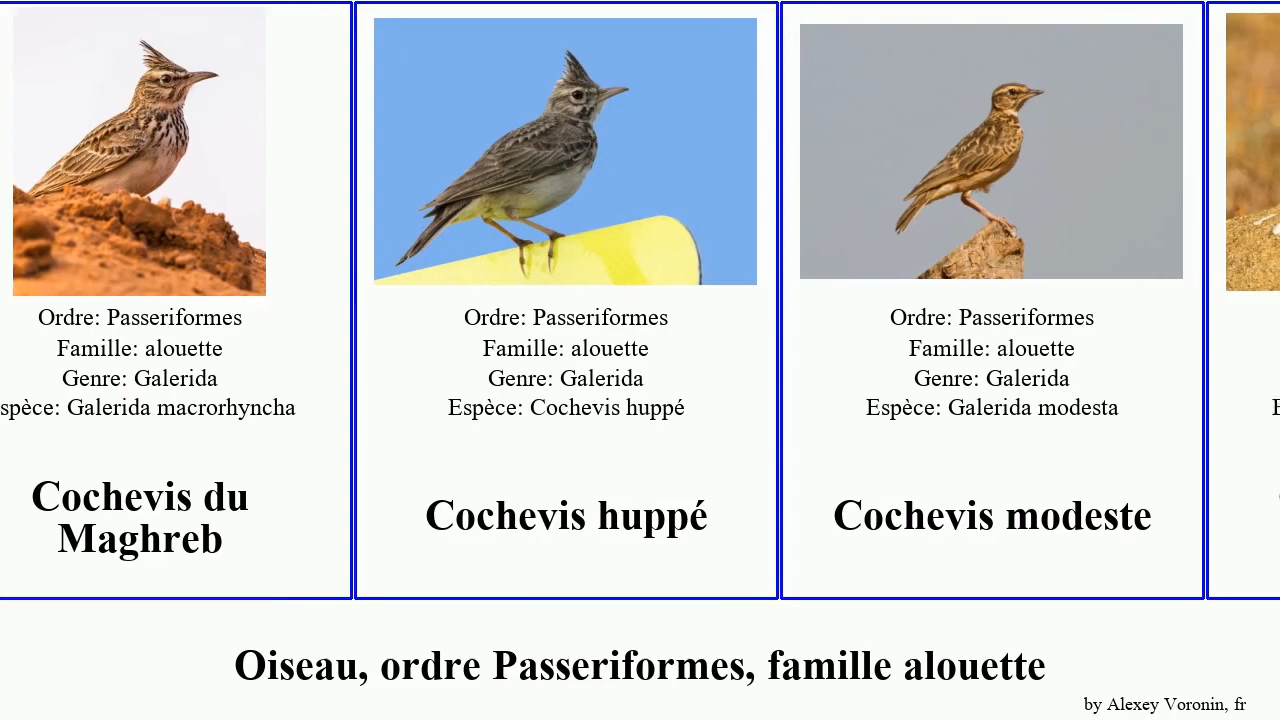 Ordre: Passeriformes
Famille: alouette
Genre: Galerida
spèce: Galerida macrorhyncha
Cochevis du
Maghreb
Ordre: Passeriformes
Famille: alouette
Genre: Galerida
Espèce: Cochevis huppé
Cochevis huppé
Ordre: Passeriformes
Famille: alouette
Genre: Galerida
Espèce: Galerida modesta
Cochevis modeste
Oiseau, ordre Passeriformes, famille alouette
by Alexey Voronin, fr